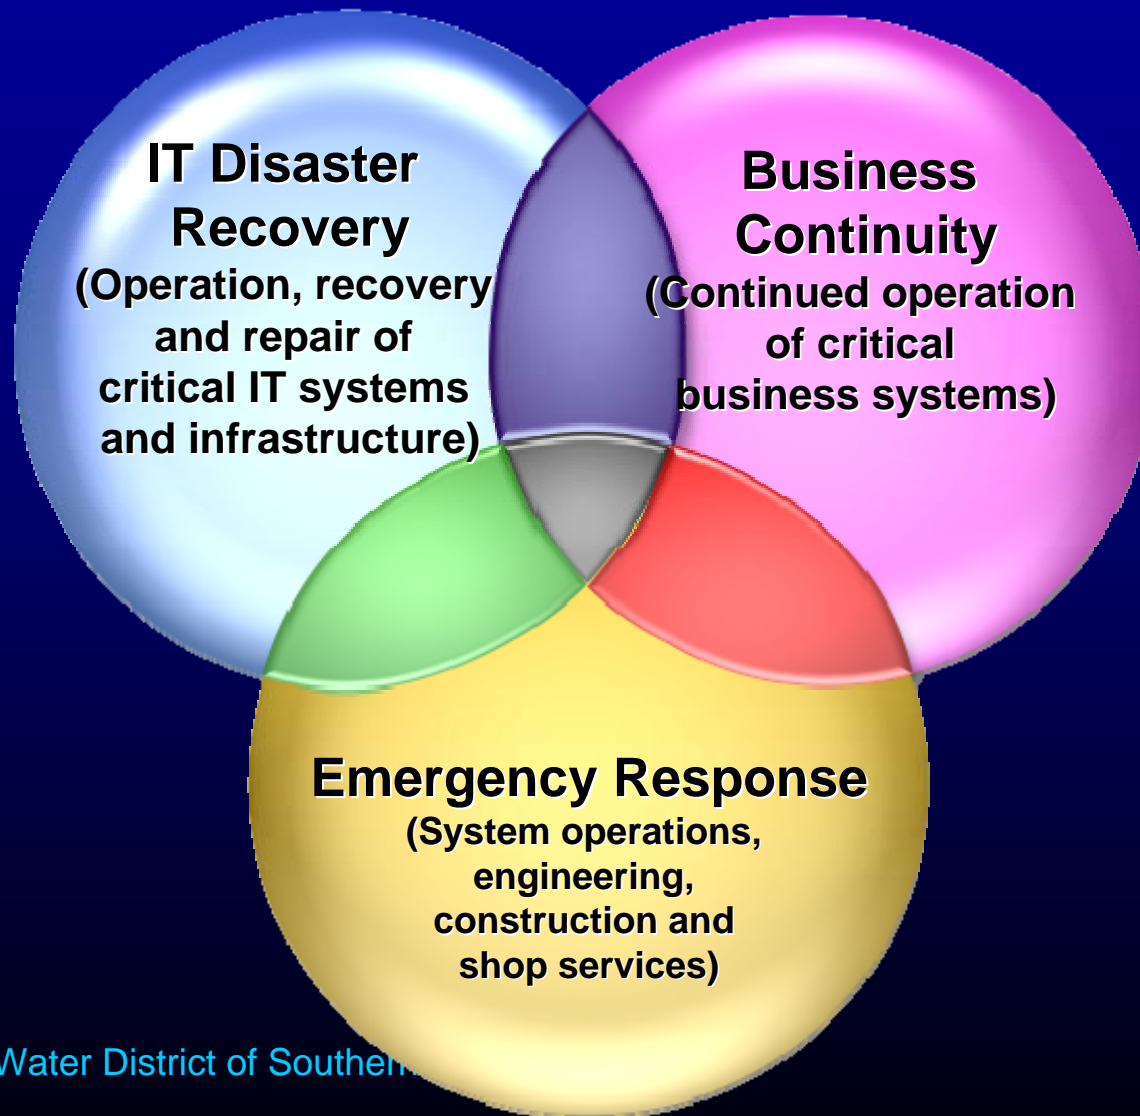 IT Disaster
Recovery
(Operation, recovery
and repair of
critical IT systems
and infrastructure)
Business
Continuity
(Continued operation
of critical
business systems)
Emergency Response
(System operations,
engineering,
construction and
shop services)
Water District of Southern